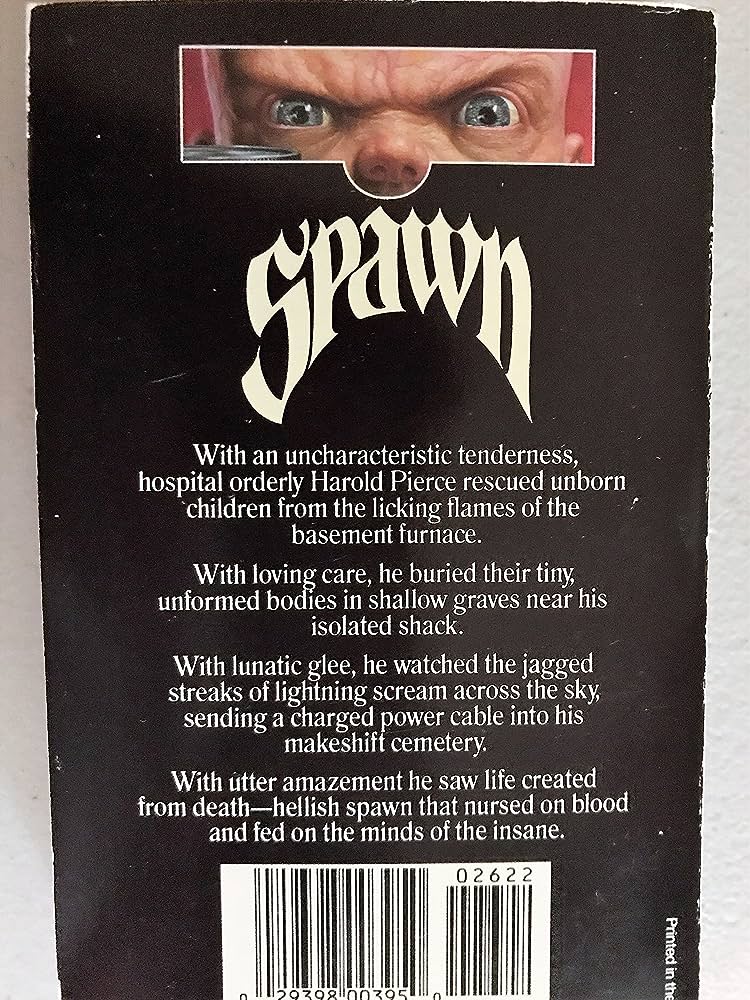 Spawn
With an uncharacteristic tenderness,
hospital orderly Harold Pierce rescued unborn
children from the licking flames of the
basement furnace.
With loving care, he buried their tiny,
unformed bodies in shallow graves near his
isolated shack.
With lunatic glee, he watched the jagged
streaks of lightning scream across the sky,
sending a charged power cable into his
makeshift cemetery.
With utter amazement he saw life created
from death—hellish spawn that nursed on blood
and fed on the minds of the insane.
02622
0 29398 00395 0
Printed in th